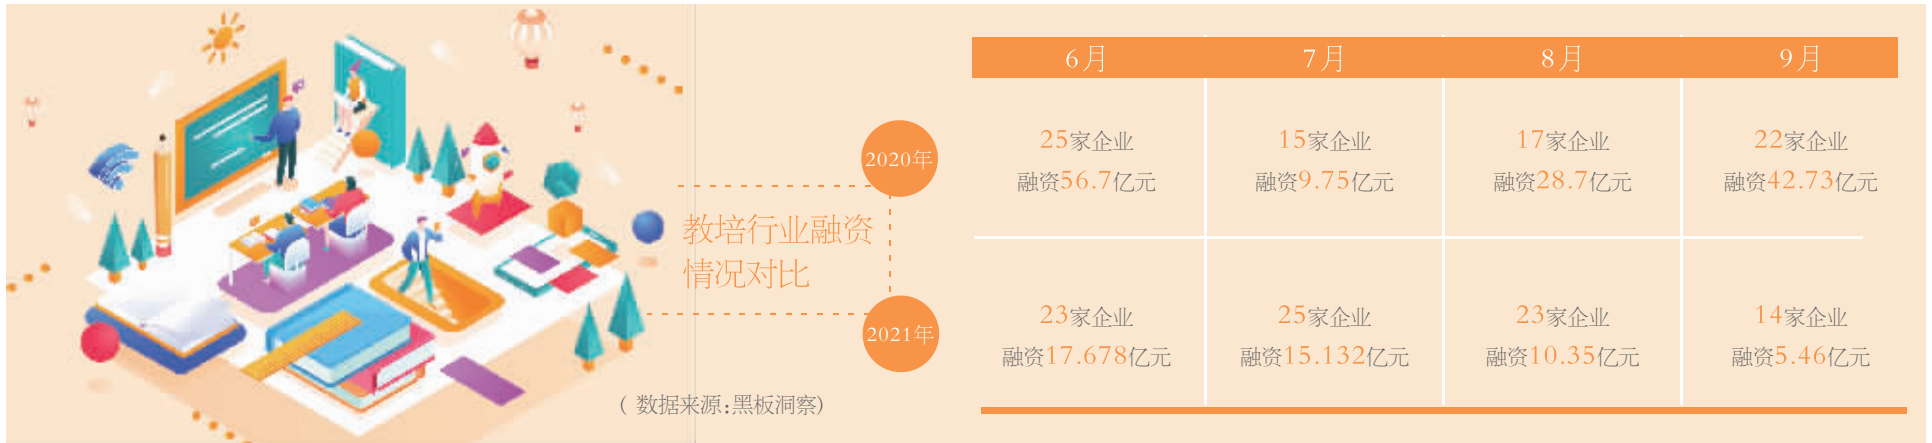 教培行业融资
情况对比
6月 7月 8月 9月
2020年
25家企业 15家企业 17家企业 22家企业
融资56.7亿元 融资9.75亿元 融资28.7亿元 融资42.73亿元
2021年
23家企业 25家企业 23家企业 14家企业
融资17.678亿元 融资15.132亿元 融资10.35亿元 融资5.46亿元
( 数据来源:黑板洞察)